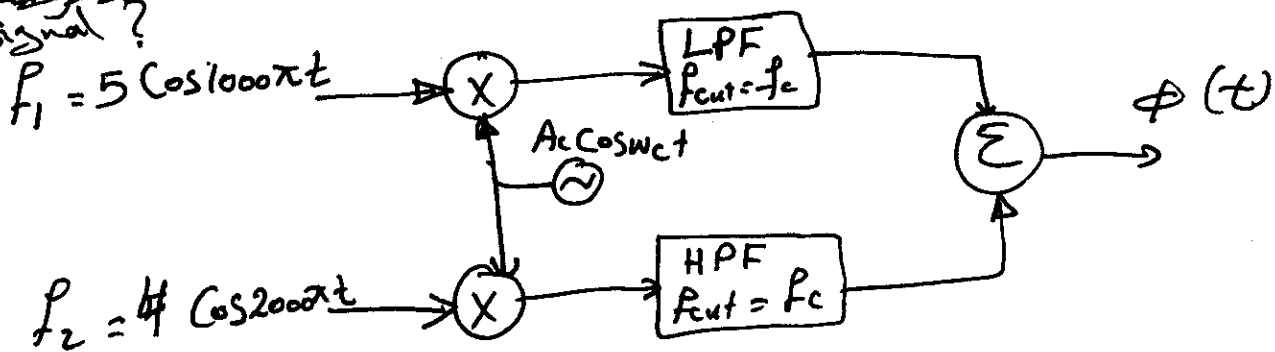 signal?
f₁ = 5 Cos1000πt
X
LPF
fcut = fc
Ac Cosωct
Σ
φ(t)
f₂ = 4 Cos2000πt
X
HPF
fcut = fc